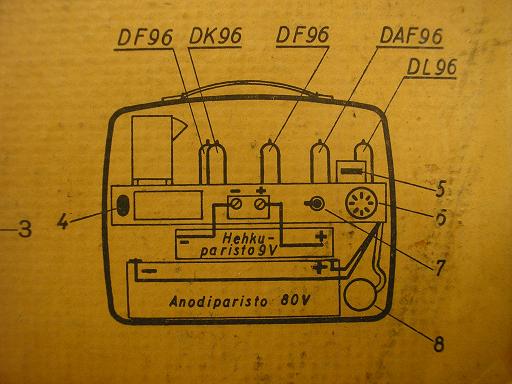 DF96 DK96 DF96 DAF96
DL96
- +
5
3 4 6
- Hehku- +
paristo 9V
7
- +
Anodiparisto 80V
8